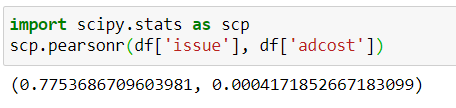 import scipy.stats as scp
scp.pearsonr(df['issue'], df['adcost'])
(0.7753686709603981, 0.0004171852667183099)